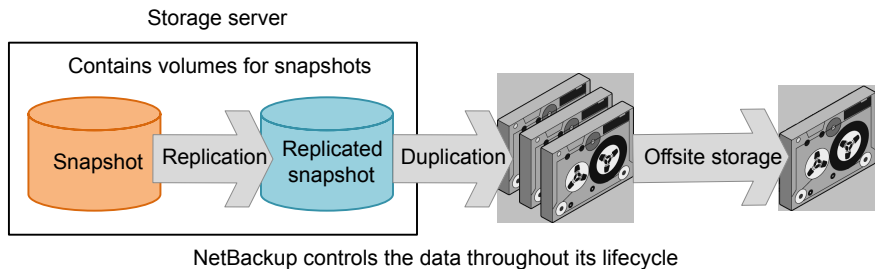 Storage server
Contains volumes for snapshots
Snapshot
Replication
Replicated
snapshot
Duplication
Offsite storage
NetBackup controls the data throughout its lifecycle